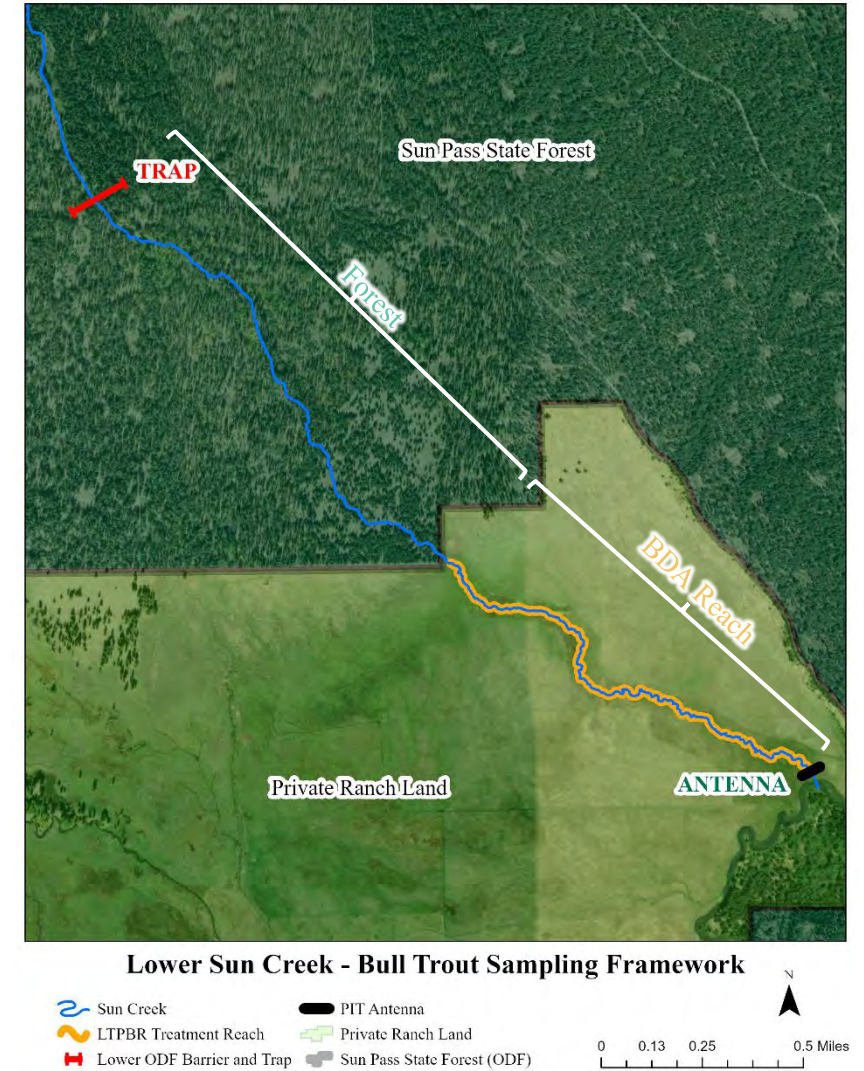 Sun Pass State Forest
TRAP
Forest
BDA Reach
ANTENNA
Private Ranch Land
Lower Sun Creek - Bull Trout Sampling Framework
N
Sun Creek
PIT Antenna
LTPBR Treatment Reach
Private Ranch Land
Lower ODF Barrier and Trap
Sun Pass State Forest (ODF)
0 0.13 0.25 0.5 Miles